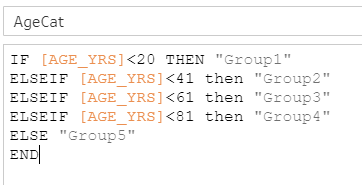 AgeCat
IF [AGE_YRS]<20 THEN "Group1"
ELSEIF [AGE_YRS]<41 then "Group2"
ELSEIF [AGE_YRS]<61 then "Group3"
ELSEIF [AGE_YRS]<81 then "Group4"
ELSE "Group5"
END